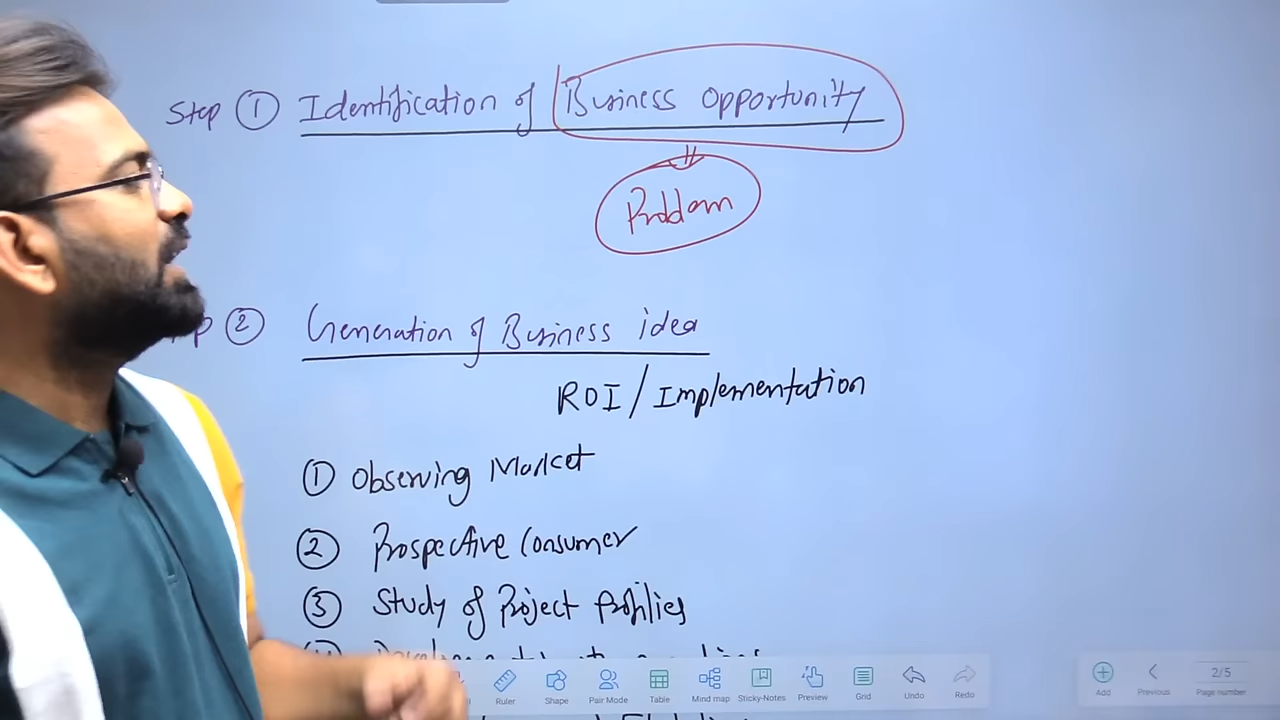 Step ① Identification of Business opportunity
Problem
p ② Generation of Business idea
ROI / Implementation
① Observing Market
② Prospective Consumer
③ Study of Project Profilies
Ruler Shape Pair Mode Table Mind map Sticky-Notes Preview Grid Undo Redo Add Previous 2/5 Page number